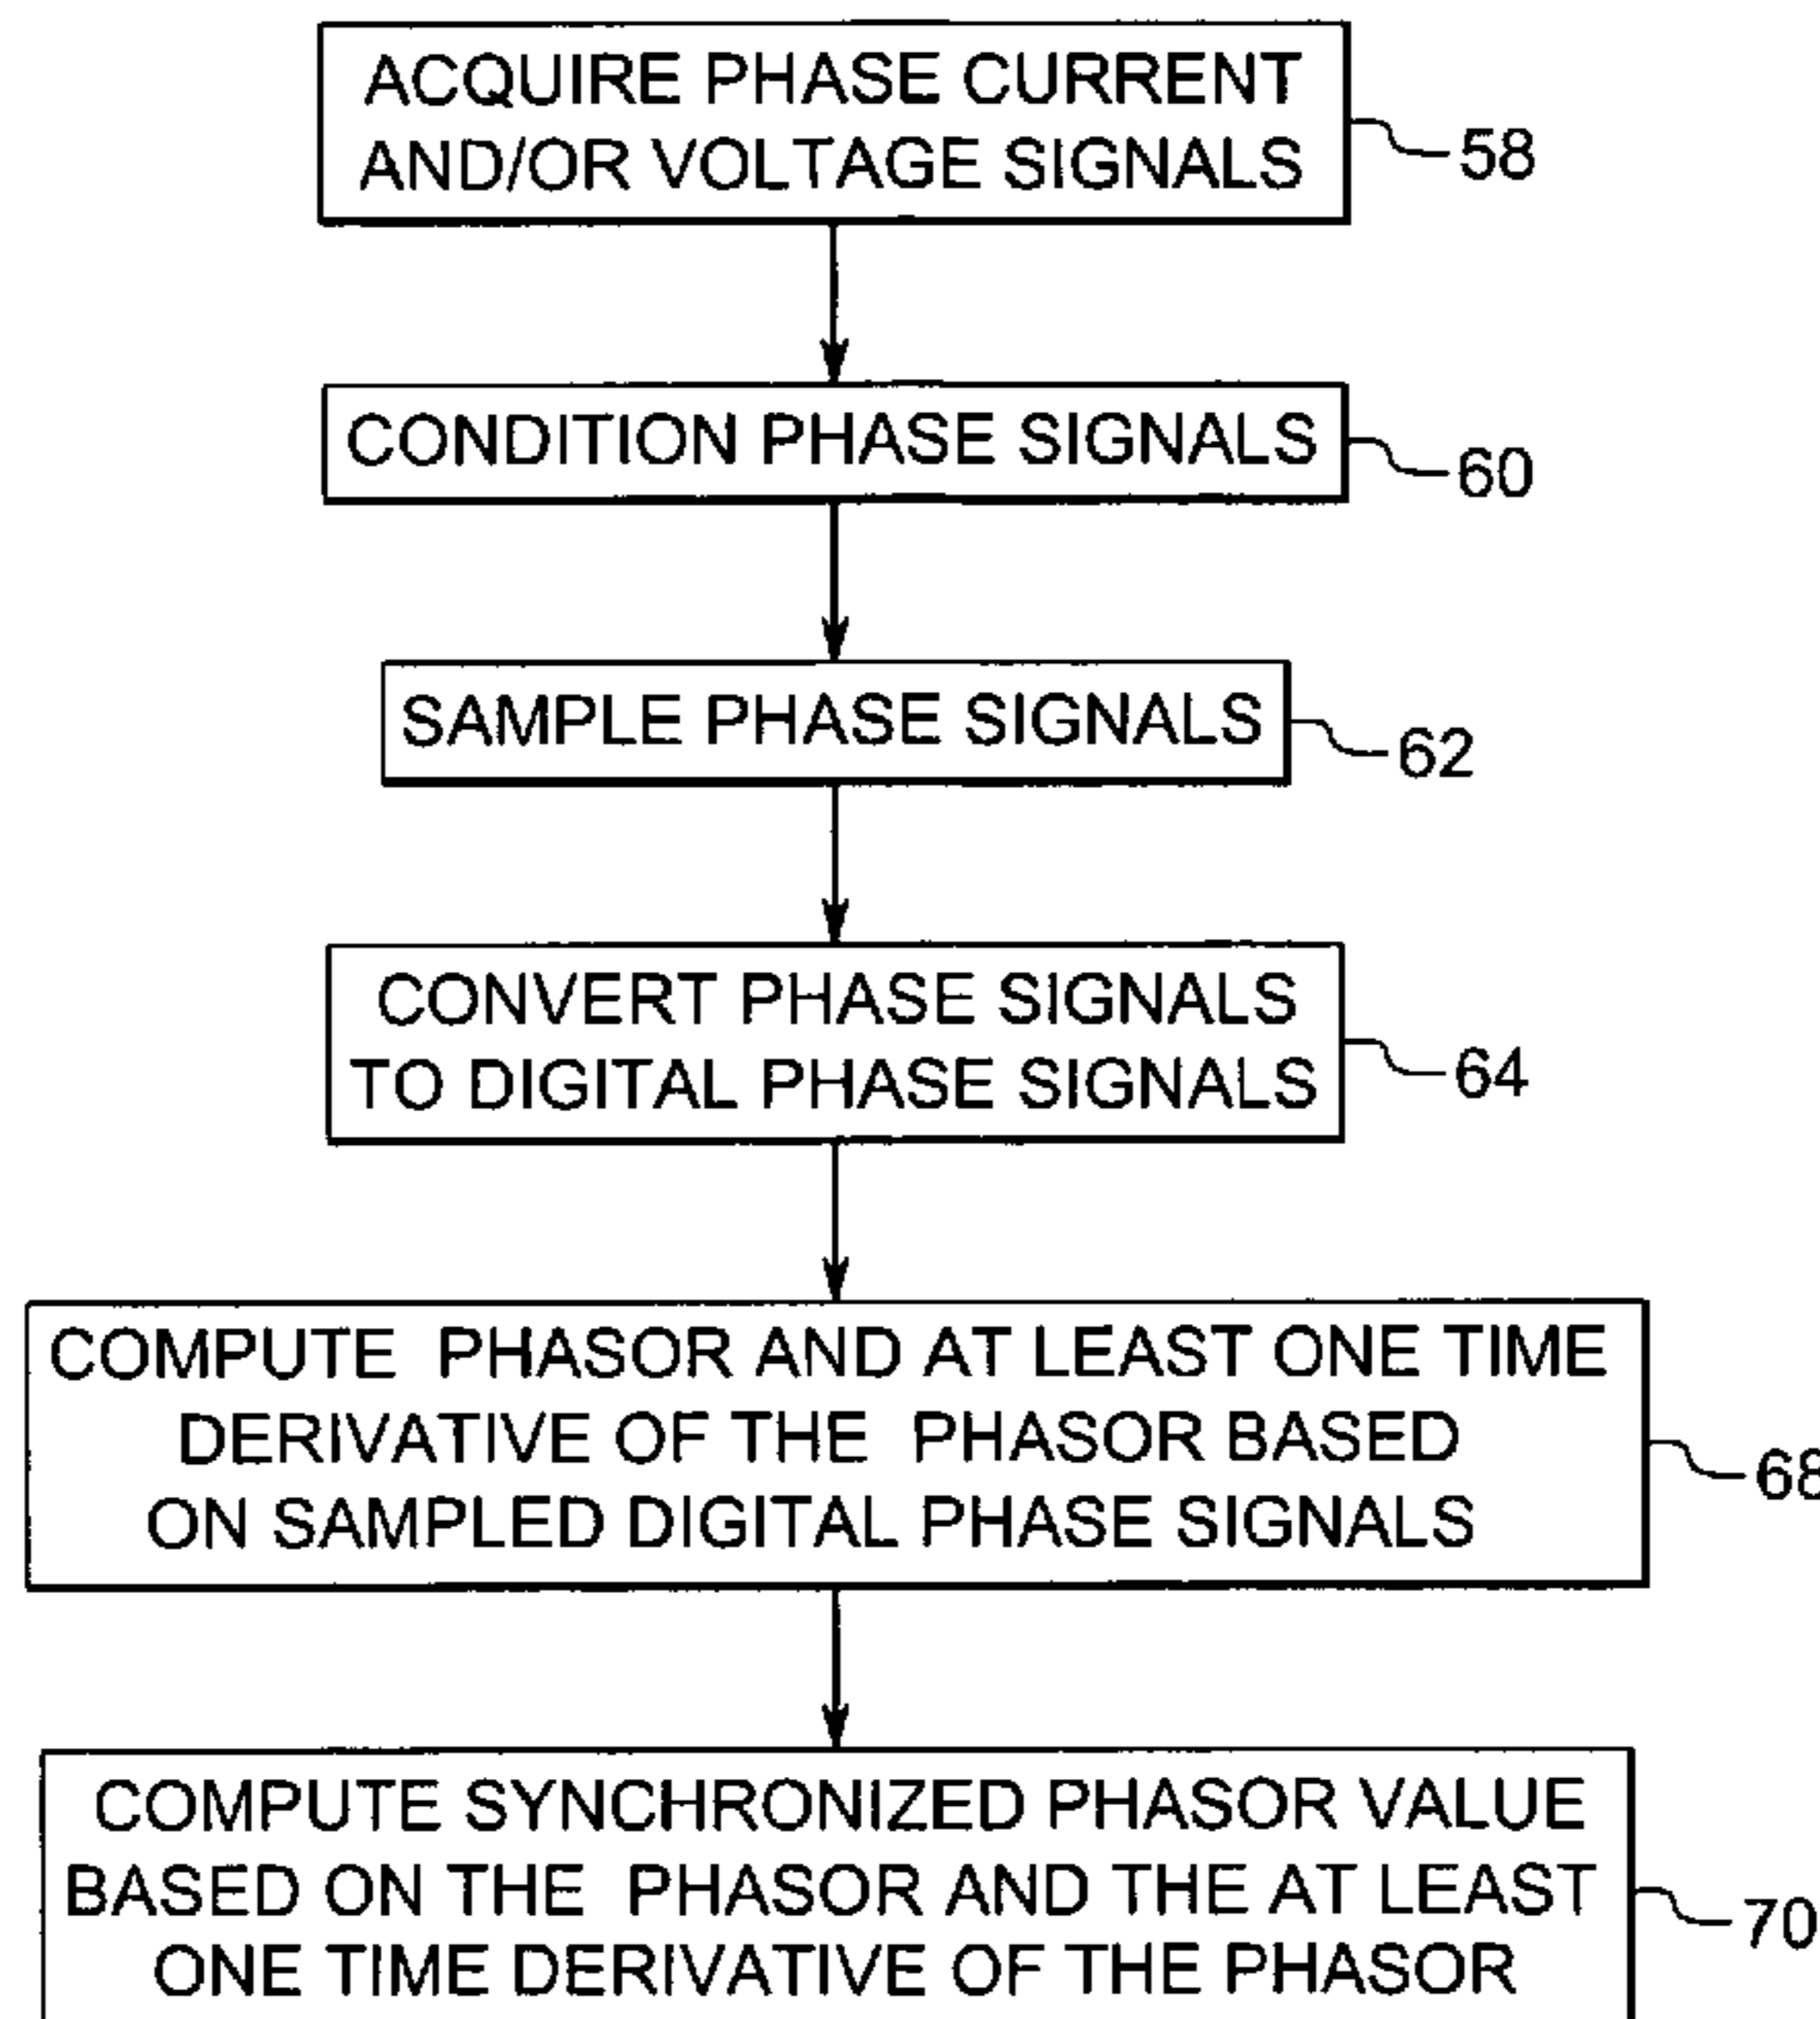 ACQUIRE PHASE CURRENT
AND/OR VOLTAGE SIGNALS
58
CONDITION PHASE SIGNALS
60
SAMPLE PHASE SIGNALS
62
CONVERT PHASE SIGNALS
TO DIGITAL PHASE SIGNALS
64
COMPUTE PHASOR AND AT LEAST ONE TIME
DERIVATIVE OF THE PHASOR BASED
ON SAMPLED DIGITAL PHASE SIGNALS
68
COMPUTE SYNCHRONIZED PHASOR VALUE
BASED ON THE PHASOR AND THE AT LEAST
ONE TIME DERIVATIVE OF THE PHASOR
70